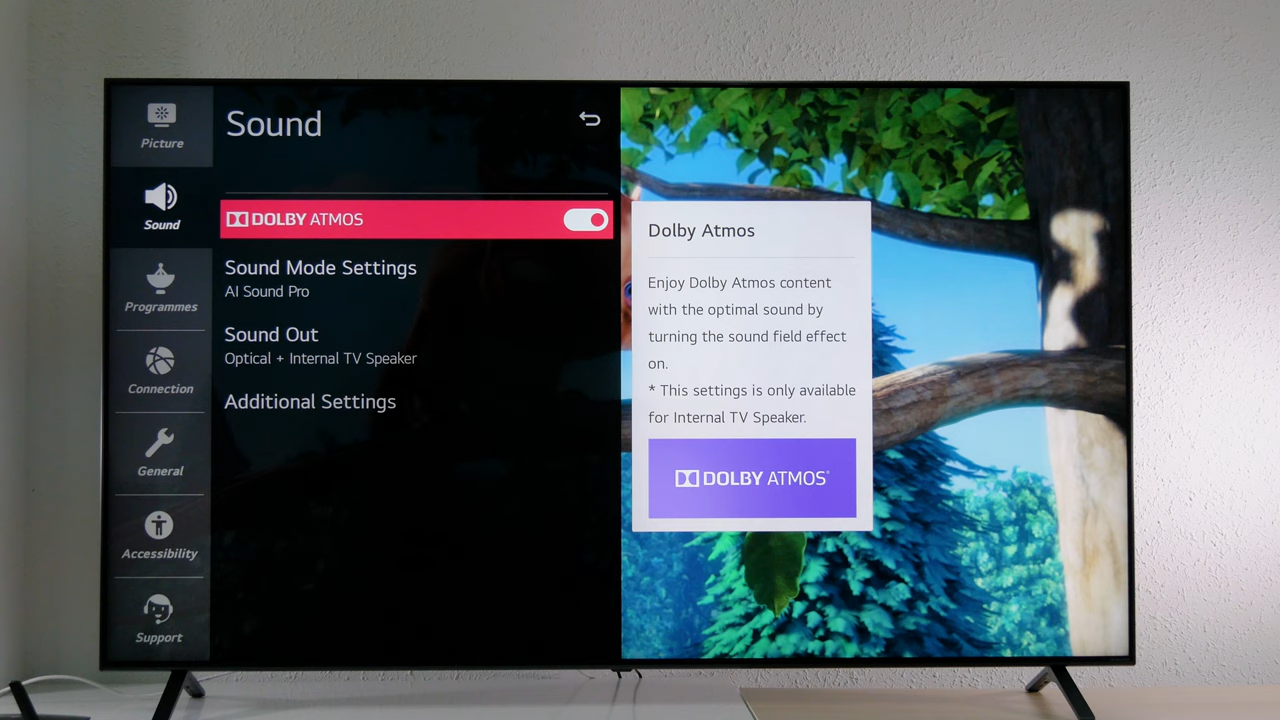 Picture
Sound
Programmes
Connection
General
Accessibility
Support
Sound
DOLBY ATMOS
Sound Mode Settings
AI Sound Pro
Sound Out
Optical + Internal TV Speaker
Additional Settings
Dolby Atmos
Enjoy Dolby Atmos content
with the optimal sound by
turning the sound field effect
on.
* This settings is only available
for Internal TV Speaker.
DOLBY ATMOS®